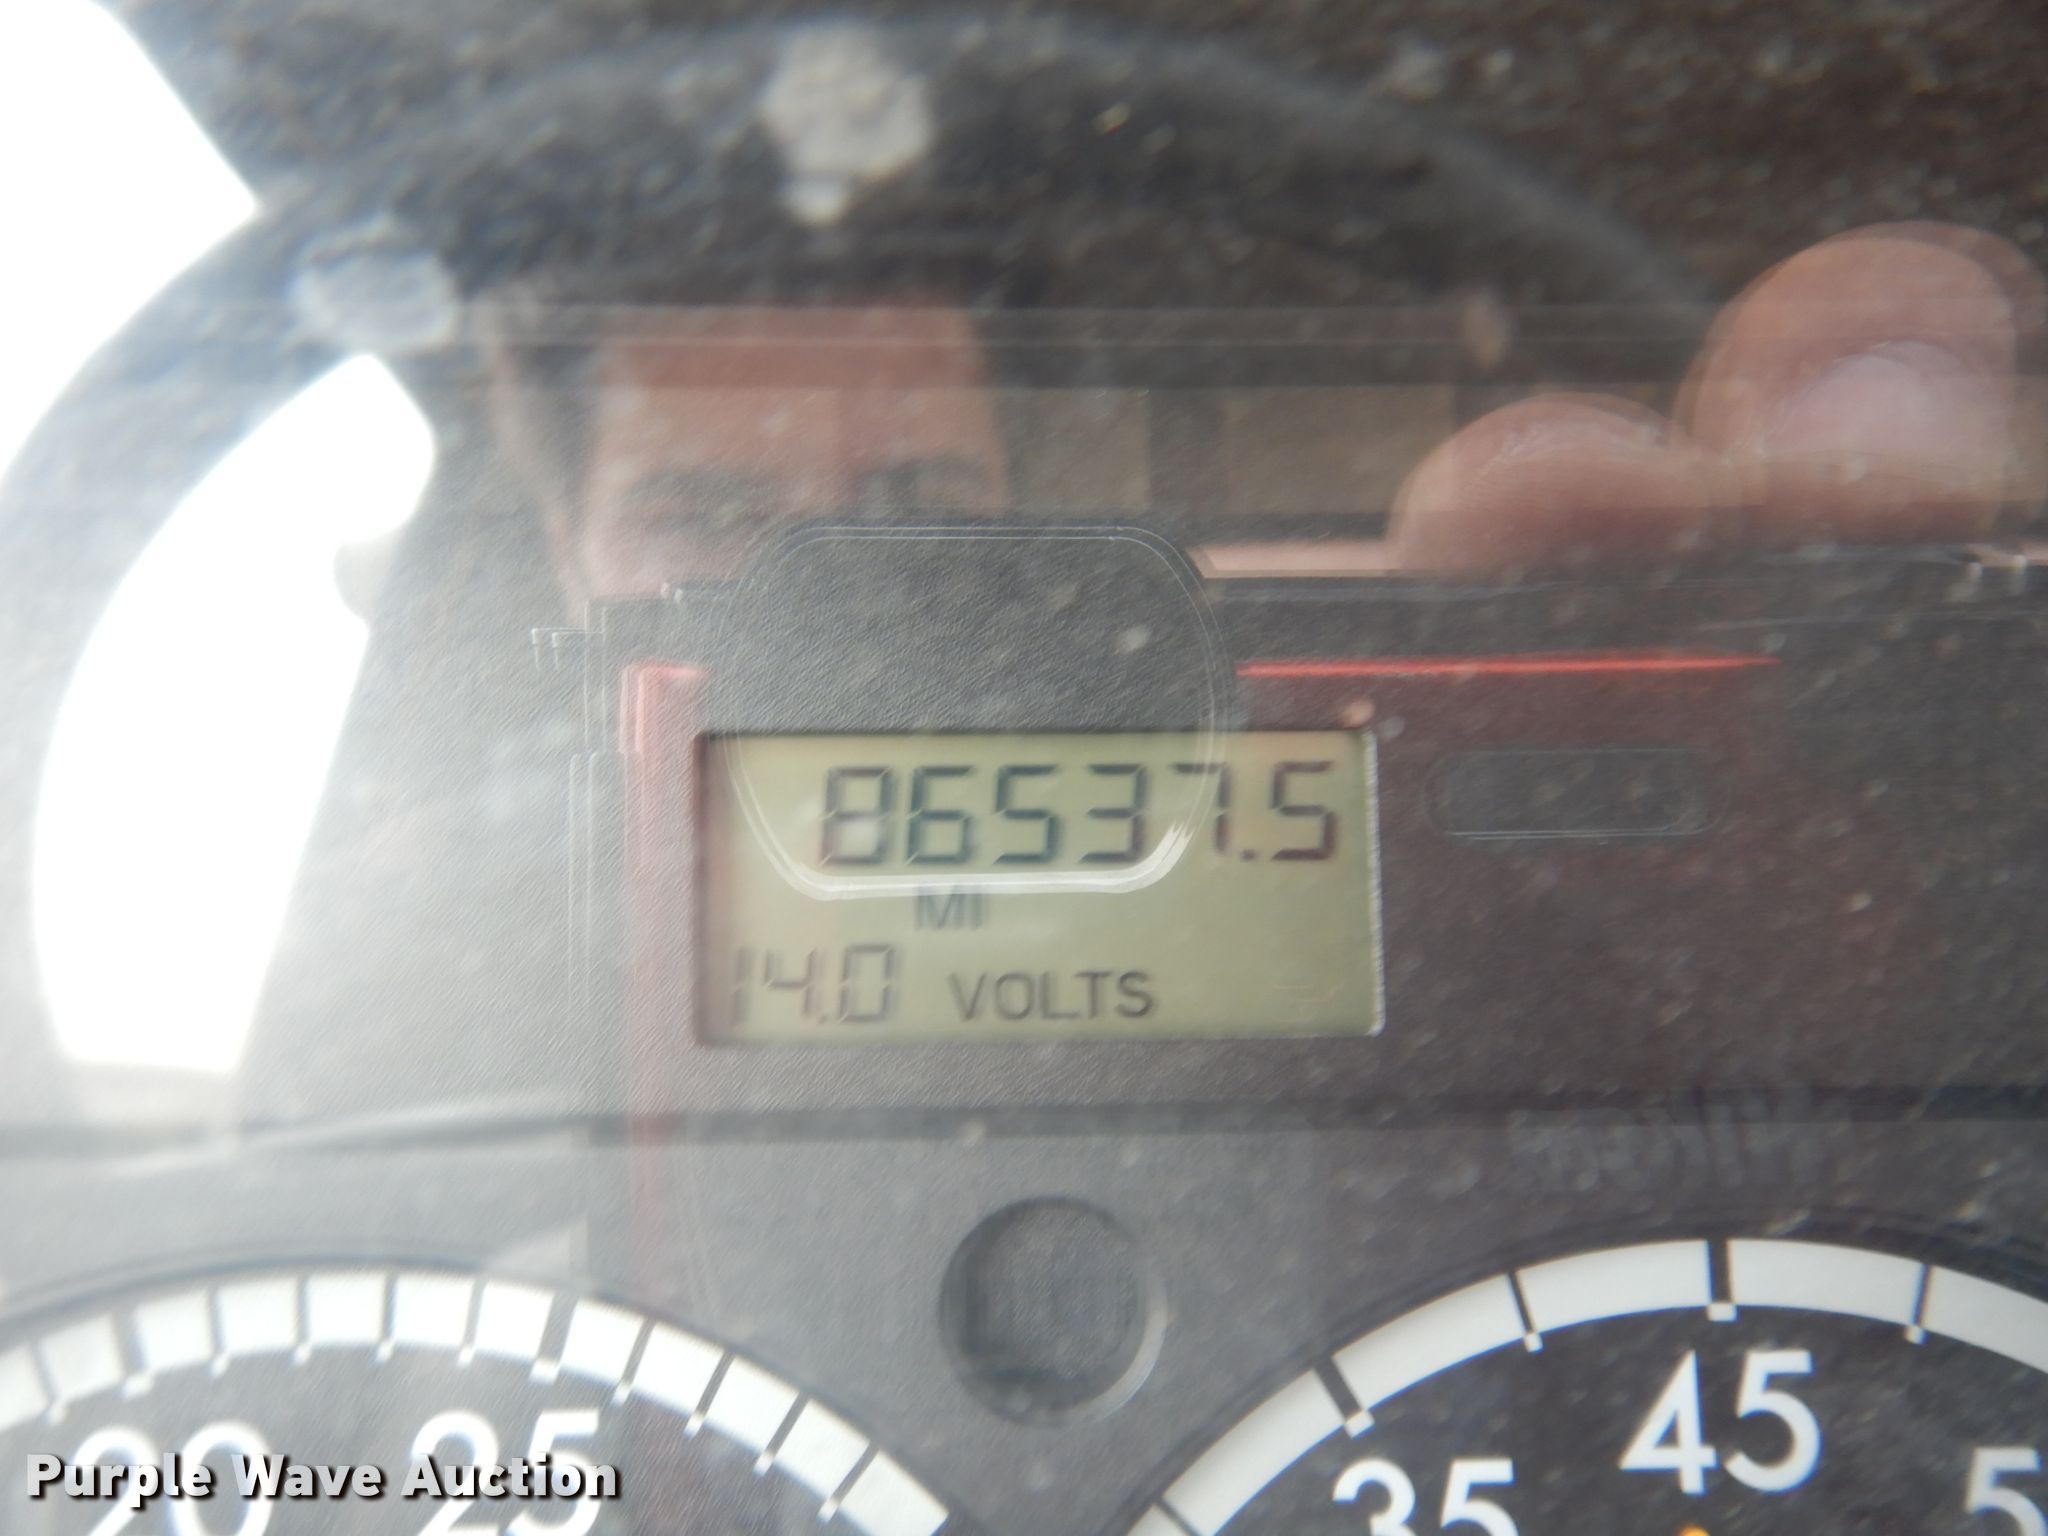 86537.5
MI
14.0 VOLTS
20 25
35 45
Purple Wave Auction